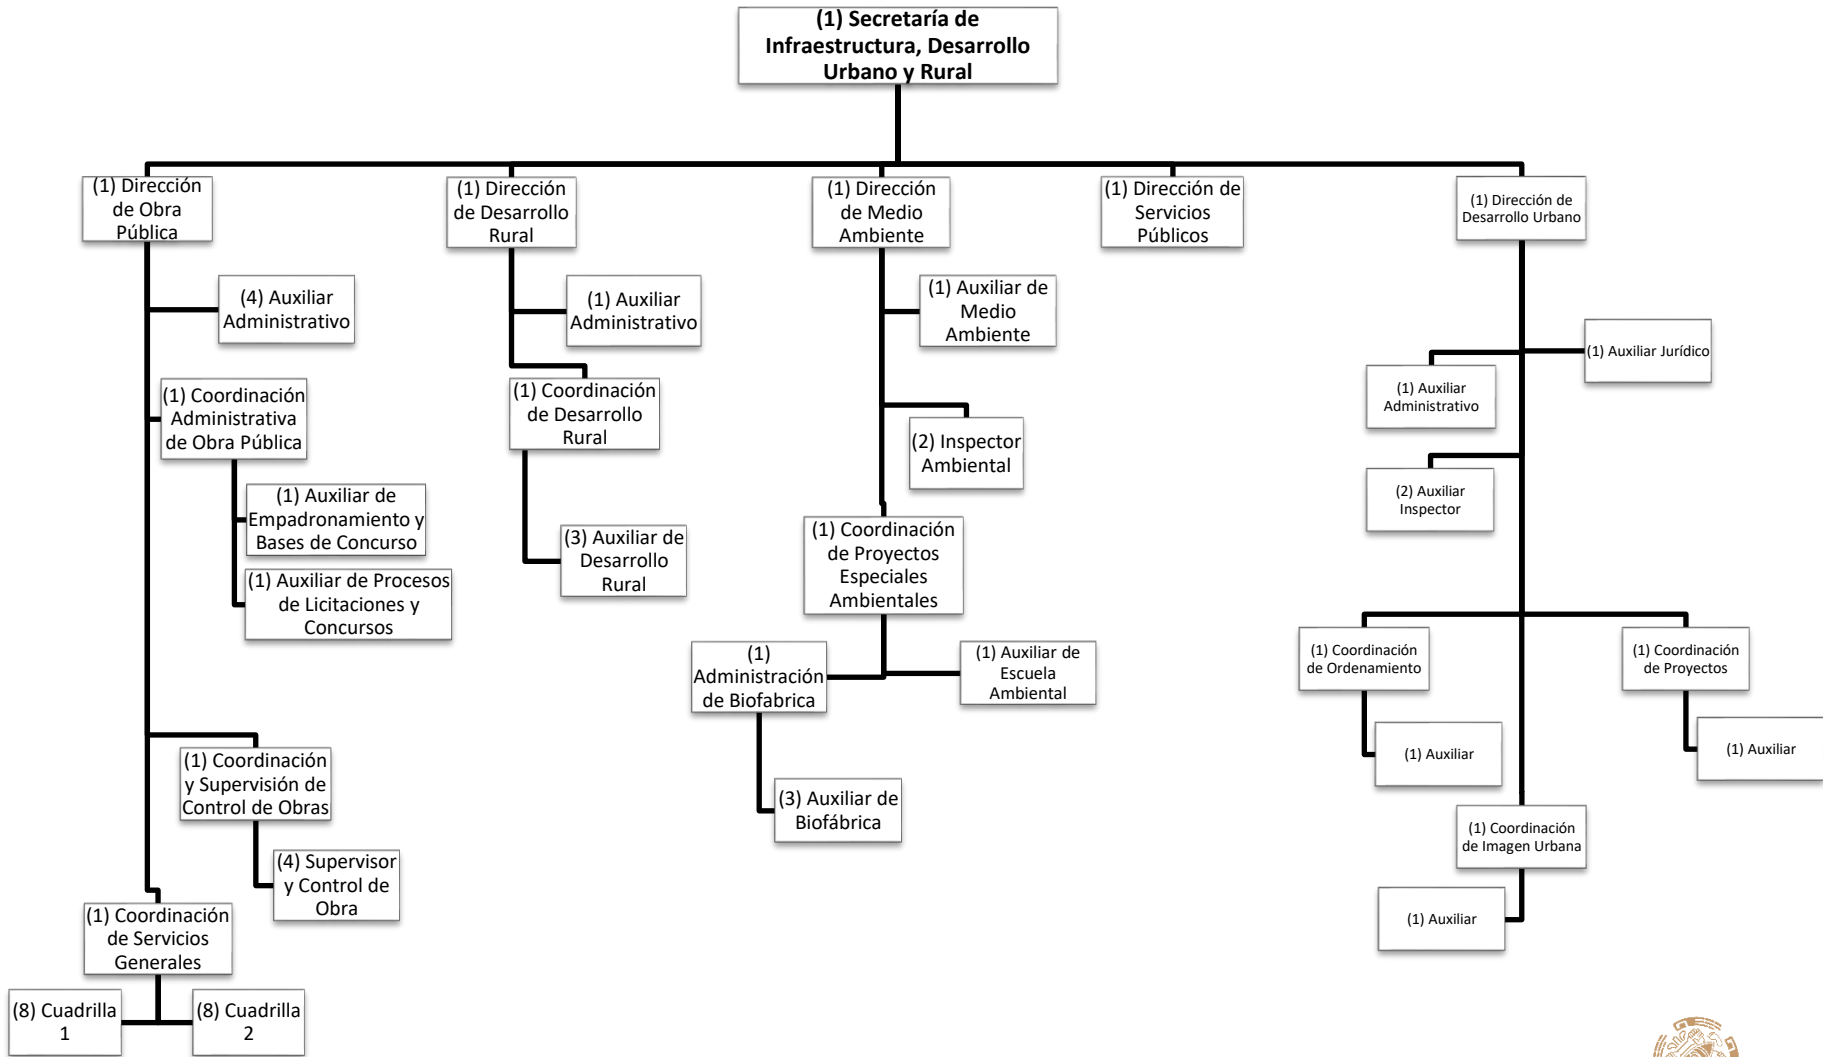 (1) Secretaría de
Infraestructura, Desarrollo
Urbano y Rural
(1) Dirección
de Obra
Pública
(1) Dirección
de Desarrollo
Rural
(1) Dirección
de Medio
Ambiente
(1) Dirección de
Servicios
Públicos
(1) Dirección de
Desarrollo Urbano
(4) Auxiliar
Administrativo
(1) Auxiliar
Administrativo
(1) Auxiliar de
Medio
Ambiente
(1) Auxiliar Jurídico
(1) Auxiliar
Administrativo
(1) Coordinación
Administrativa
de Obra Pública
(1) Coordinación
de Desarrollo
Rural
(2) Inspector
Ambiental
(2) Auxiliar
Inspector
(1) Auxiliar de
Empadronamiento y
Bases de Concurso
(3) Auxiliar de
Desarrollo
Rural
(1) Coordinación
de Proyectos
Especiales
Ambientales
(1) Auxiliar de Procesos
de Licitaciones y
Concursos
(1)
Administración
de Biofabrica
(1) Auxiliar de
Escuela
Ambiental
(1) Coordinación
de Ordenamiento
(1) Coordinación
de Proyectos
(1) Auxiliar
(1) Auxiliar
(1) Coordinación
y Supervisión de
Control de Obras
(3) Auxiliar de
Biofábrica
(1) Coordinación
de Imagen Urbana
(4) Supervisor
y Control de
Obra
(1) Auxiliar
(1) Coordinación
de Servicios
Generales
(8) Cuadrilla
1
(8) Cuadrilla
2